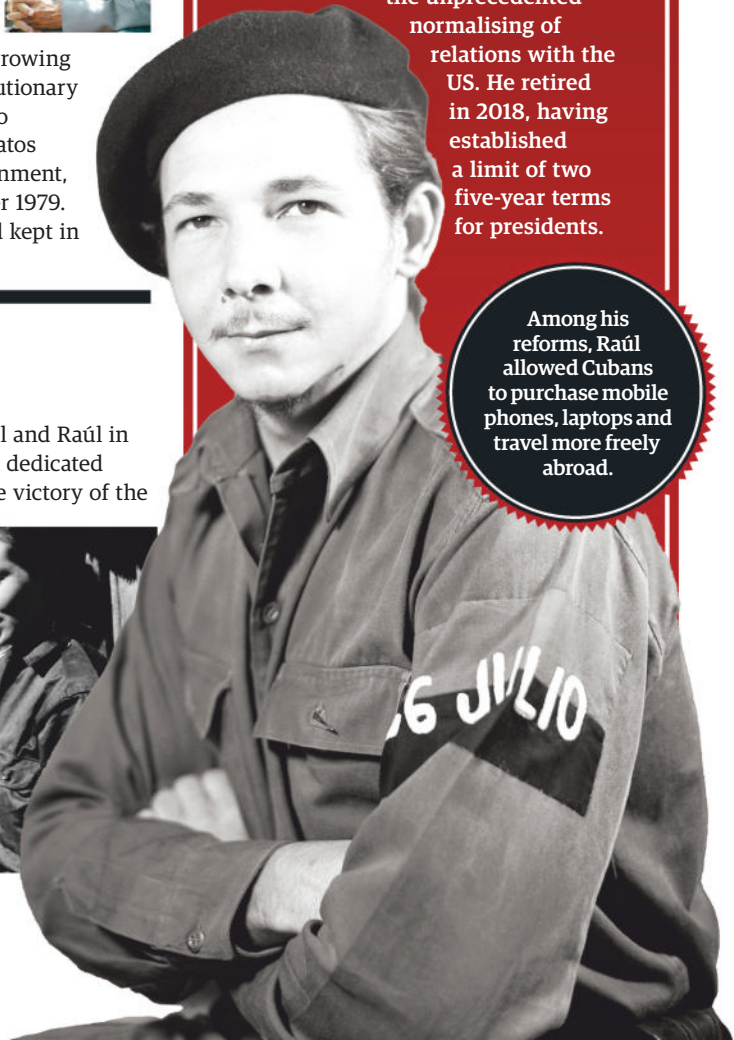 rowing
utionary
o
atos
nment,
r 1979.
l kept in
l and Raúl in
dedicated
e victory of the
the unprecedented
normalising of
relations with the
US. He retired
in 2018, having
established
a limit of two
five-year terms
for presidents.
Among his
reforms, Raúl
allowed Cubans
to purchase mobile
phones, laptops and
travel more freely
abroad.
26 JULIO